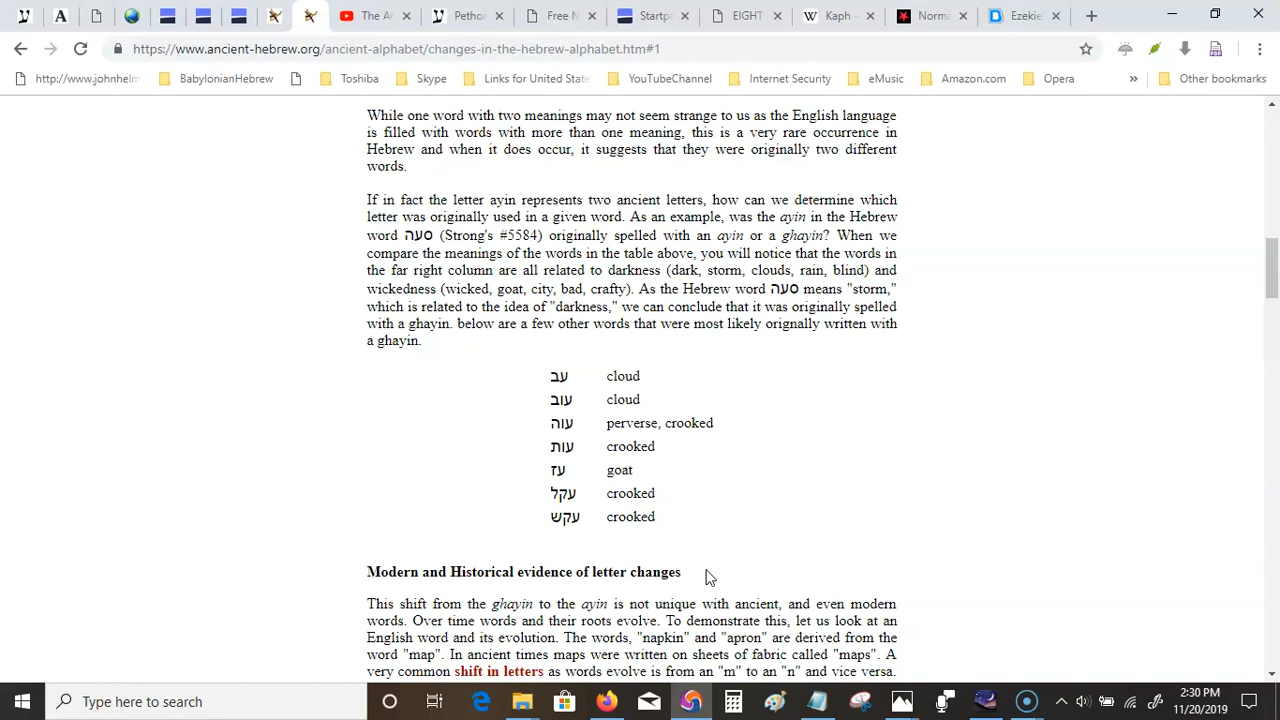 The A
Pethor
Free N
Startpa
EIGHT
Kaph -
Norma
Ezekie
https://www.ancient-hebrew.org/ancient-alphabet/changes-in-the-hebrew-alphabet.htm#1
http://www.johnhelm
BabylonianHebrew
Toshiba
Skype
Links for United State
YouTubeChannel
Internet Security
eMusic
Amazon.com
Opera
»
Other bookmarks
While one word with two meanings may not seem strange to us as the English language
is filled with words with more than one meaning, this is a very rare occurrence in
Hebrew and when it does occur, it suggests that they were originally two different
words.
If in fact the letter ayin represents two ancient letters, how can we determine which
letter was originally used in a given word. As an example, was the ayin in the Hebrew
word סעה (Strong's #5584) originally spelled with an ayin or a ghayin? When we
compare the meanings of the words in the table above, you will notice that the words in
the far right column are all related to darkness (dark, storm, clouds, rain, blind) and
wickedness (wicked, goat, city, bad, crafty). As the Hebrew word סעה means "storm,"
which is related to the idea of "darkness," we can conclude that it was originally spelled
with a ghayin. below are a few other words that were most likely orignally written with
a ghayin.
עב cloud
עוב cloud
עוה perverse, crooked
עות crooked
עז goat
עקל crooked
עקש crooked
Modern and Historical evidence of letter changes
This shift from the ghayin to the ayin is not unique with ancient, and even modern
words. Over time words and their roots evolve. To demonstrate this, let us look at an
English word and its evolution. The words, "napkin" and "apron" are derived from the
word "map". In ancient times maps were written on sheets of fabric called "maps". A
very common shift in letters as words evolve is from an "m" to an "n" and vice versa.
Type here to search
2:30 PM
11/20/2019